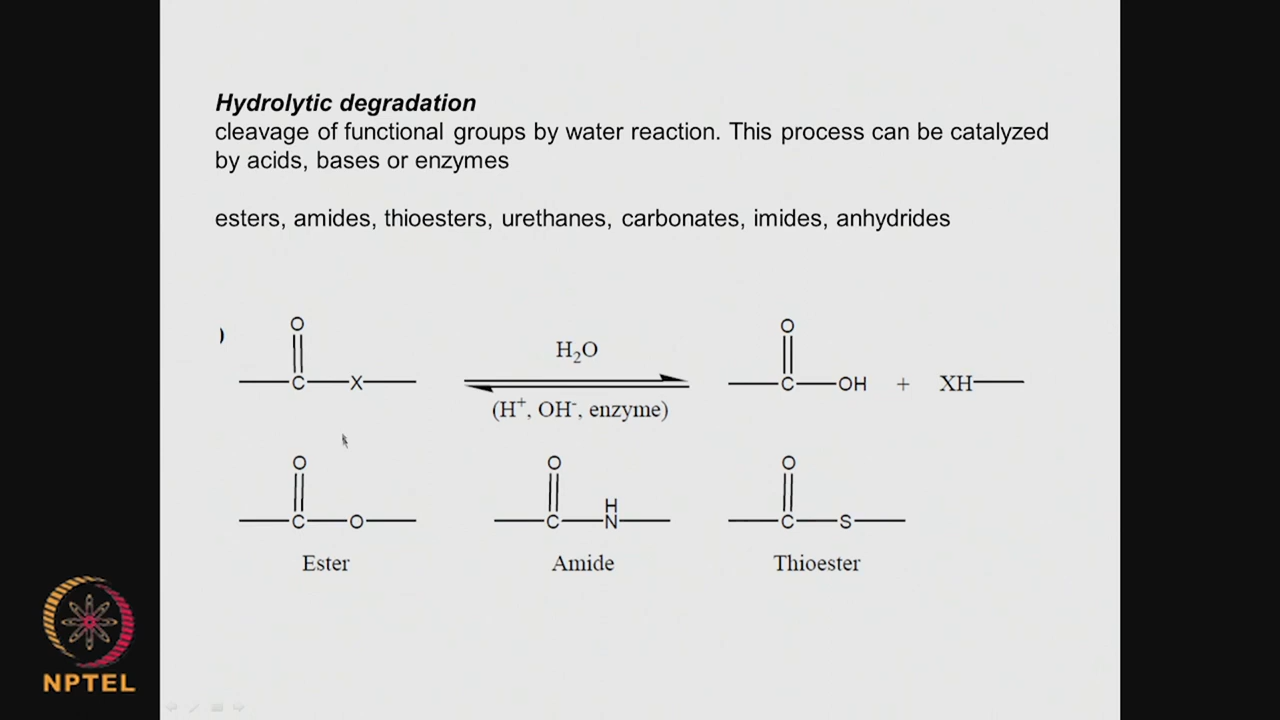 Hydrolytic degradation
cleavage of functional groups by water reaction. This process can be catalyzed
by acids, bases or enzymes
esters, amides, thioesters, urethanes, carbonates, imides, anhydrides
)
O
C X
H₂O
(H⁺, OH⁻, enzyme)
O
C OH + XH
O
C O
Ester
O
H
C N
Amide
O
C S
Thioester
NPTEL